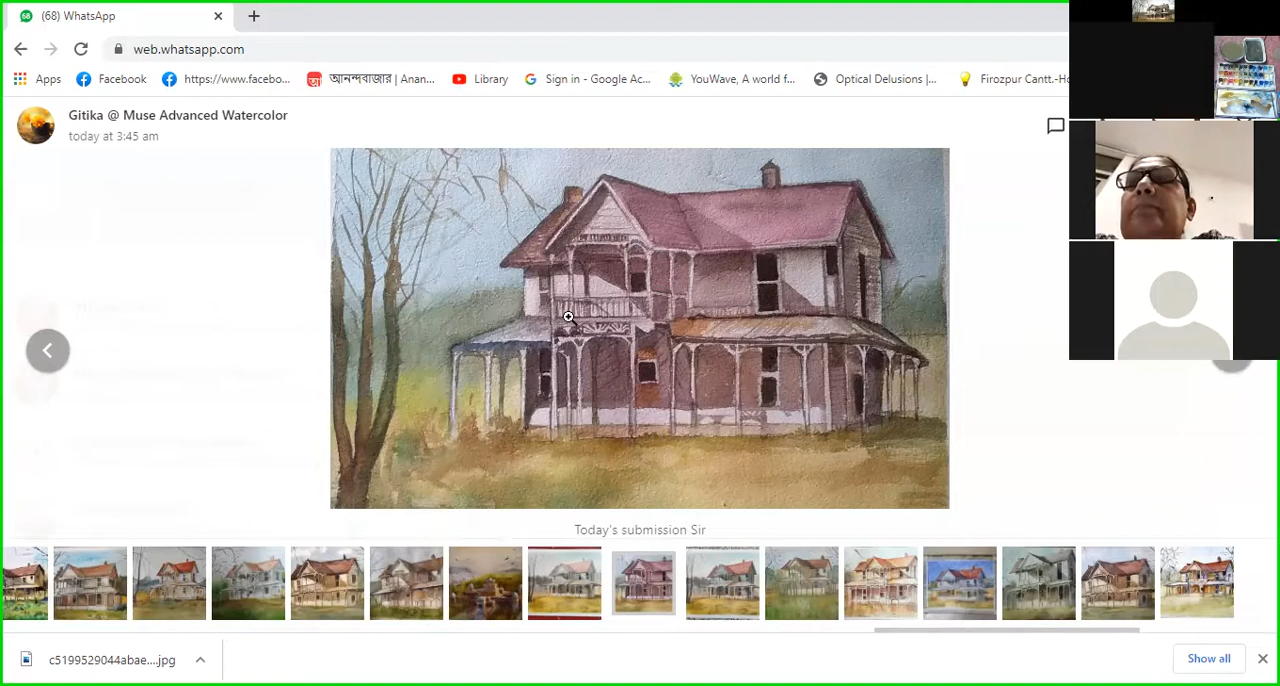 (68) WhatsApp
web.whatsapp.com
Apps Facebook https://www.facebo... আনন্দবাজার | Anan... Library Sign in - Google Ac... YouWave, A world f... Optical Delusions |... Firozpur Cantt.-Ho
Gitika @ Muse Advanced Watercolor
today at 3:45 am
Today's submission Sir
c5199529044abae....jpg
Show all